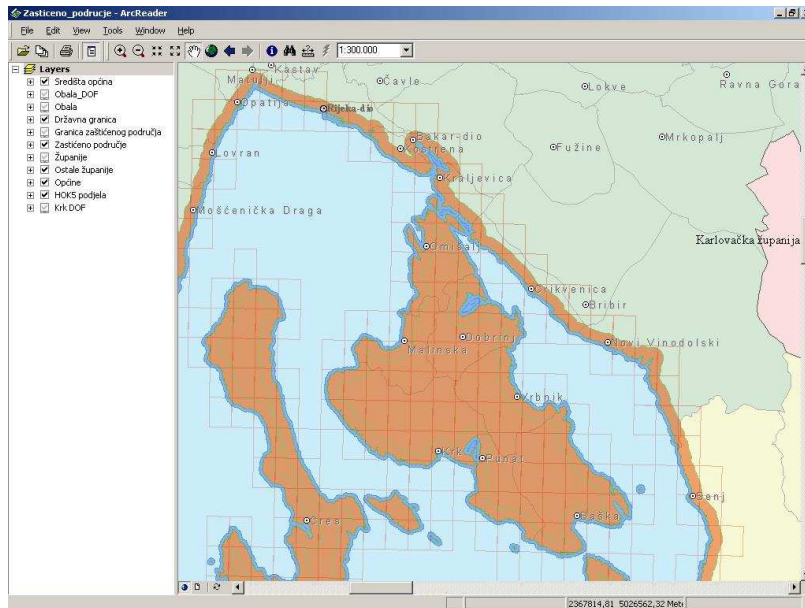 Zasticeno_podrucje - ArcReader
File Edit View Tools Window Help
1:300.000
Layers
Središta općina
Obala_DOF
Obala
Državna granica
Granica zaštićenog područja
Zastićeno područje
Županije
Ostale županije
Općine
HOK5 podjela
Krk DOF
Kastav
Matulji
Čavle
Lokve
Ravna Gora
Opatija
Rijeka-dio
Bakar-dio
Kostrena
Mrkopalj
Fužine
Lovran
Kraljevica
Mošćenička Draga
Karlovačka županija
Omišalj
Crikvenica
Bribir
Dobrinj
Malinska
Novi Vinodolski
Vrbnik
Krk
Punat
Senj
Baška
Cres
2367814,81 5026562,32 Mete